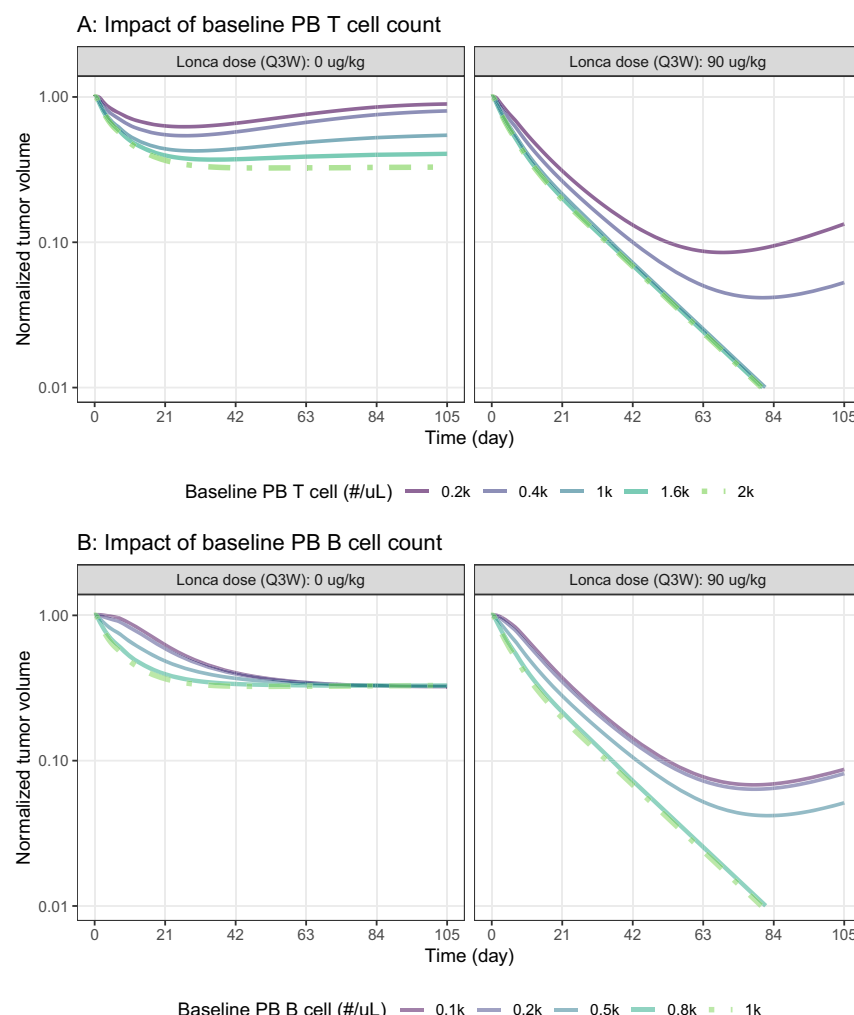 A: Impact of baseline PB T cell count
Lonca dose (Q3W): 0 ug/kg
Lonca dose (Q3W): 90 ug/kg
1.00
0.10
0.01
Normalized tumor volume
0 21 42 63 84 105
0 21 42 63 84 105
Time (day)
Baseline PB T cell (#/uL) 0.2k 0.4k 1k 1.6k 2k
B: Impact of baseline PB B cell count
Lonca dose (Q3W): 0 ug/kg
Lonca dose (Q3W): 90 ug/kg
1.00
0.10
0.01
Normalized tumor volume
0 21 42 63 84 105
0 21 42 63 84 105
Time (day)
Baseline PB B cell (#/uL) 0.1k 0.2k 0.5k 0.8k 1k